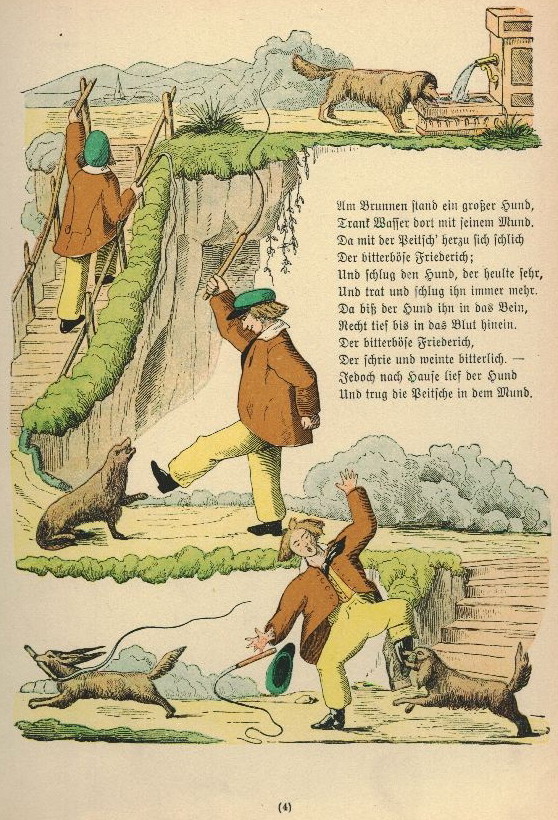 Am Brunnen stand ein großer Hund,
Trank Wasser dort mit seinem Mund.
Da mit der Peitsch' herzu sich schlich
Der bitterböse Friederich;
Und schlug den Hund, der heulte sehr,
Und trat und schlug ihn immer mehr.
Da biß der Hund ihn in das Bein,
Recht tief bis in das Blut hinein.
Der bitterböse Friederich,
Der schrie und weinte bitterlich. —
Jedoch nach Hause lief der Hund
Und trug die Peitsche in dem Mund.
(4)